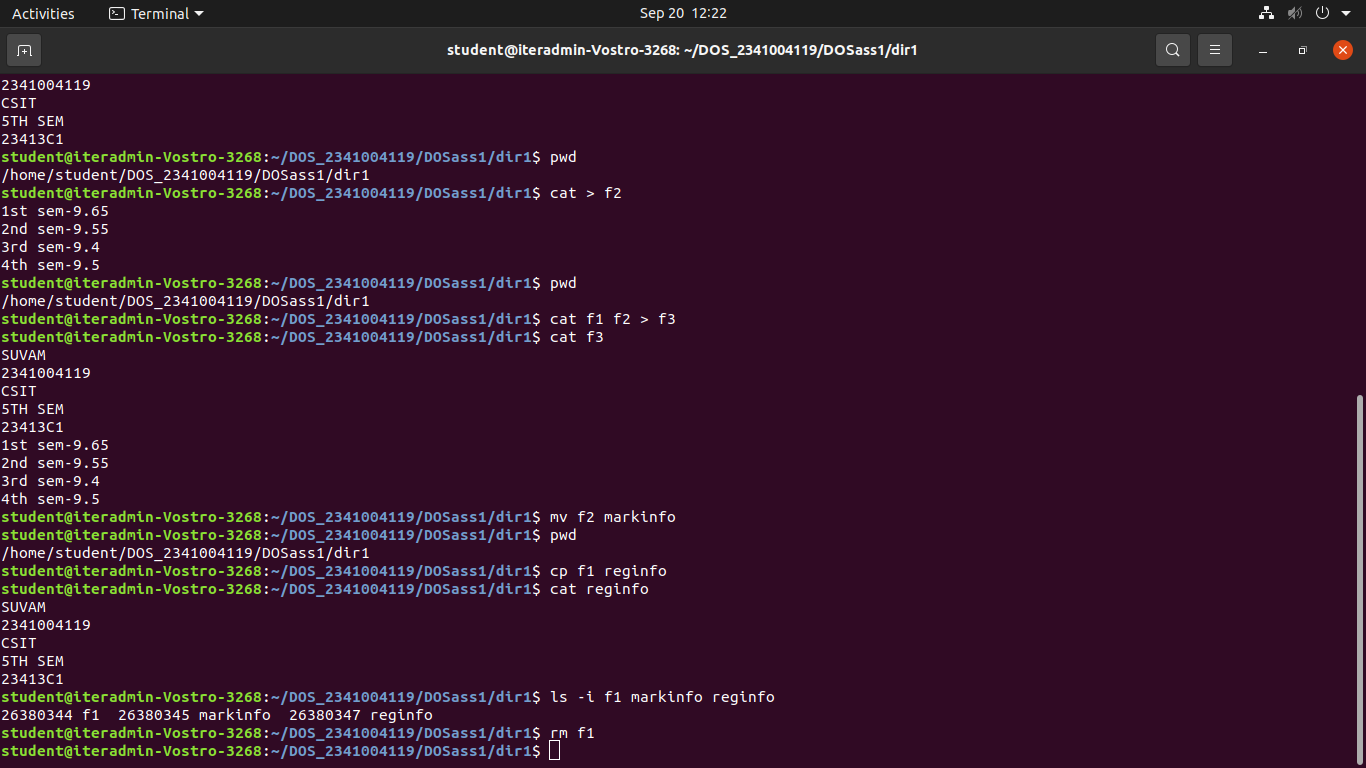 Activities Terminal Sep 20 12:22
student@iteradmin-Vostro-3268: ~/DOS_2341004119/DOSass1/dir1
2341004119
CSIT
5TH SEM
23413C1
student@iteradmin-Vostro-3268:~/DOS_2341004119/DOSass1/dir1$ pwd
/home/student/DOS_2341004119/DOSass1/dir1
student@iteradmin-Vostro-3268:~/DOS_2341004119/DOSass1/dir1$ cat > f2
1st sem-9.65
2nd sem-9.55
3rd sem-9.4
4th sem-9.5
student@iteradmin-Vostro-3268:~/DOS_2341004119/DOSass1/dir1$ pwd
/home/student/DOS_2341004119/DOSass1/dir1
student@iteradmin-Vostro-3268:~/DOS_2341004119/DOSass1/dir1$ cat f1 f2 > f3
student@iteradmin-Vostro-3268:~/DOS_2341004119/DOSass1/dir1$ cat f3
SUVAM
2341004119
CSIT
5TH SEM
23413C1
1st sem-9.65
2nd sem-9.55
3rd sem-9.4
4th sem-9.5
student@iteradmin-Vostro-3268:~/DOS_2341004119/DOSass1/dir1$ mv f2 markinfo
student@iteradmin-Vostro-3268:~/DOS_2341004119/DOSass1/dir1$ pwd
/home/student/DOS_2341004119/DOSass1/dir1
student@iteradmin-Vostro-3268:~/DOS_2341004119/DOSass1/dir1$ cp f1 reginfo
student@iteradmin-Vostro-3268:~/DOS_2341004119/DOSass1/dir1$ cat reginfo
SUVAM
2341004119
CSIT
5TH SEM
23413C1
student@iteradmin-Vostro-3268:~/DOS_2341004119/DOSass1/dir1$ ls -i f1 markinfo reginfo
26380344 f1  26380345 markinfo  26380347 reginfo
student@iteradmin-Vostro-3268:~/DOS_2341004119/DOSass1/dir1$ rm f1
student@iteradmin-Vostro-3268:~/DOS_2341004119/DOSass1/dir1$